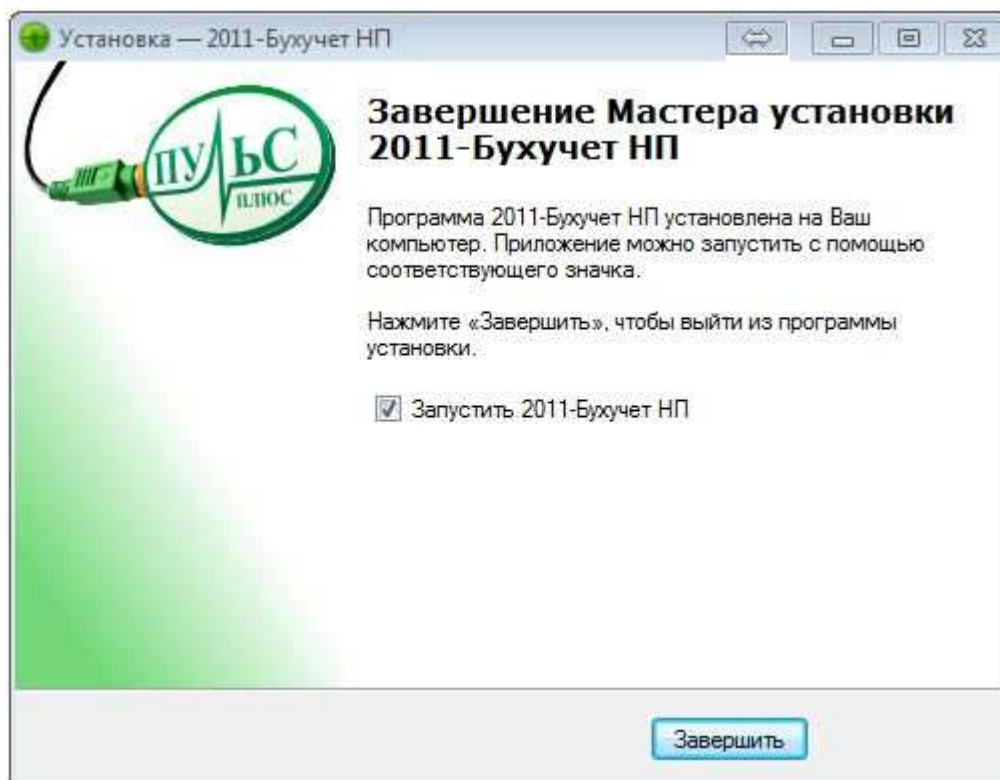 Установка — 2011-Бухучет НП
ПУЛЬС
ПЛЮС
Завершение Мастера установки
2011-Бухучет НП
Программа 2011-Бухучет НП установлена на Ваш
компьютер. Приложение можно запустить с помощью
соответствующего значка.
Нажмите «Завершить», чтобы выйти из программы
установки.
Запустить 2011-Бухучет НП
Завершить